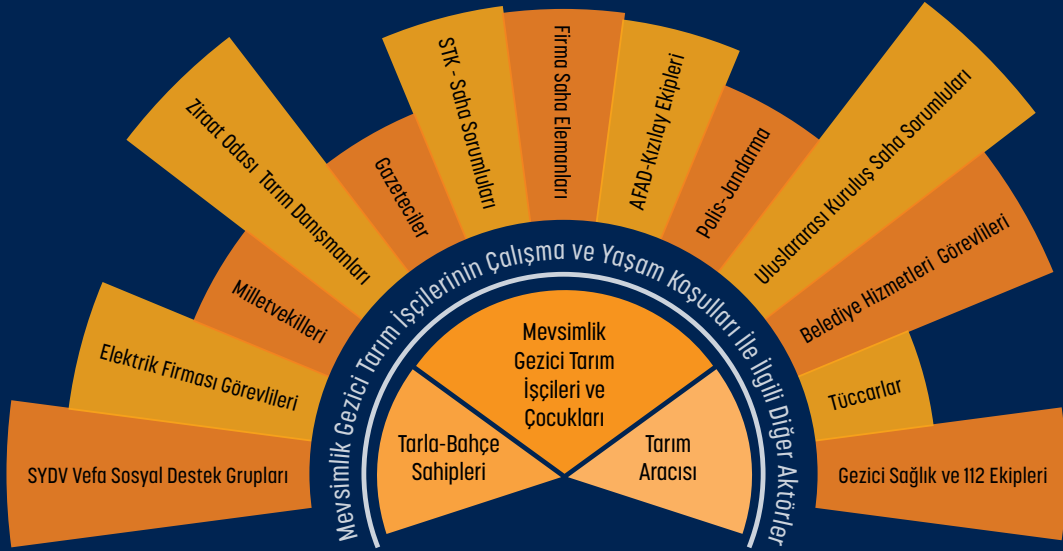 SYDV Vefa Sosyal Destek Grupları
Elektrik Firması Görevlileri
Milletvekilleri
Ziraat Odası Tarım Danışmanları
Gazeteciler
STK - Saha Sorumluları
Firma Saha Elemanları
AFAD-Kızılay Ekipleri
Polis-Jandarma
Uluslararası Kuruluş Saha Sorumluları
Belediye Hizmetleri Görevlileri
Tüccarlar
Gezici Sağlık ve 112 Ekipleri
Mevsimlik Gezici Tarım İşçilerinin Çalışma ve Yaşam Koşulları ile İlgili Diğer Aktörler
Tarla-Bahçe
Sahipleri
Mevsimlik
Gezici Tarım
İşçileri ve
Çocukları
Tarım
Aracısı